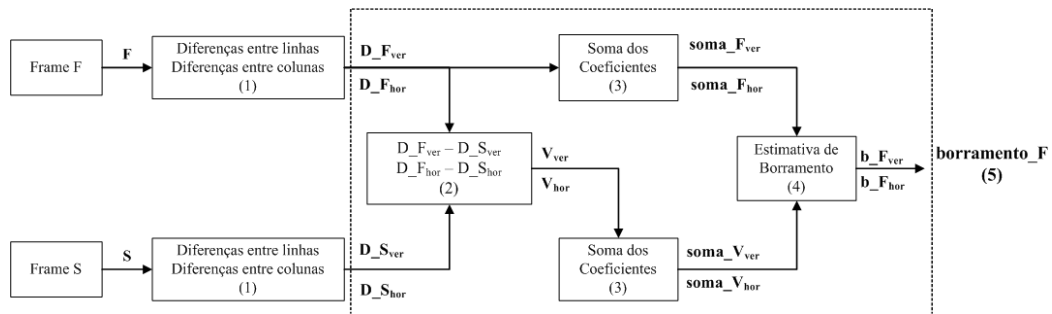 Frame F
F
Diferenças entre linhas
Diferenças entre colunas
(1)
D_Fver
D_Fhor
Soma dos
Coeficientes
(3)
soma_Fver
soma_Fhor
D_Fver – D_Sver
D_Fhor – D_Shor
(2)
Vver
Vhor
Estimativa de
Borramento
(4)
b_Fver
b_Fhor
borramento_F
(5)
Frame S
S
Diferenças entre linhas
Diferenças entre colunas
(1)
D_Sver
D_Shor
Soma dos
Coeficientes
(3)
soma_Vver
soma_Vhor